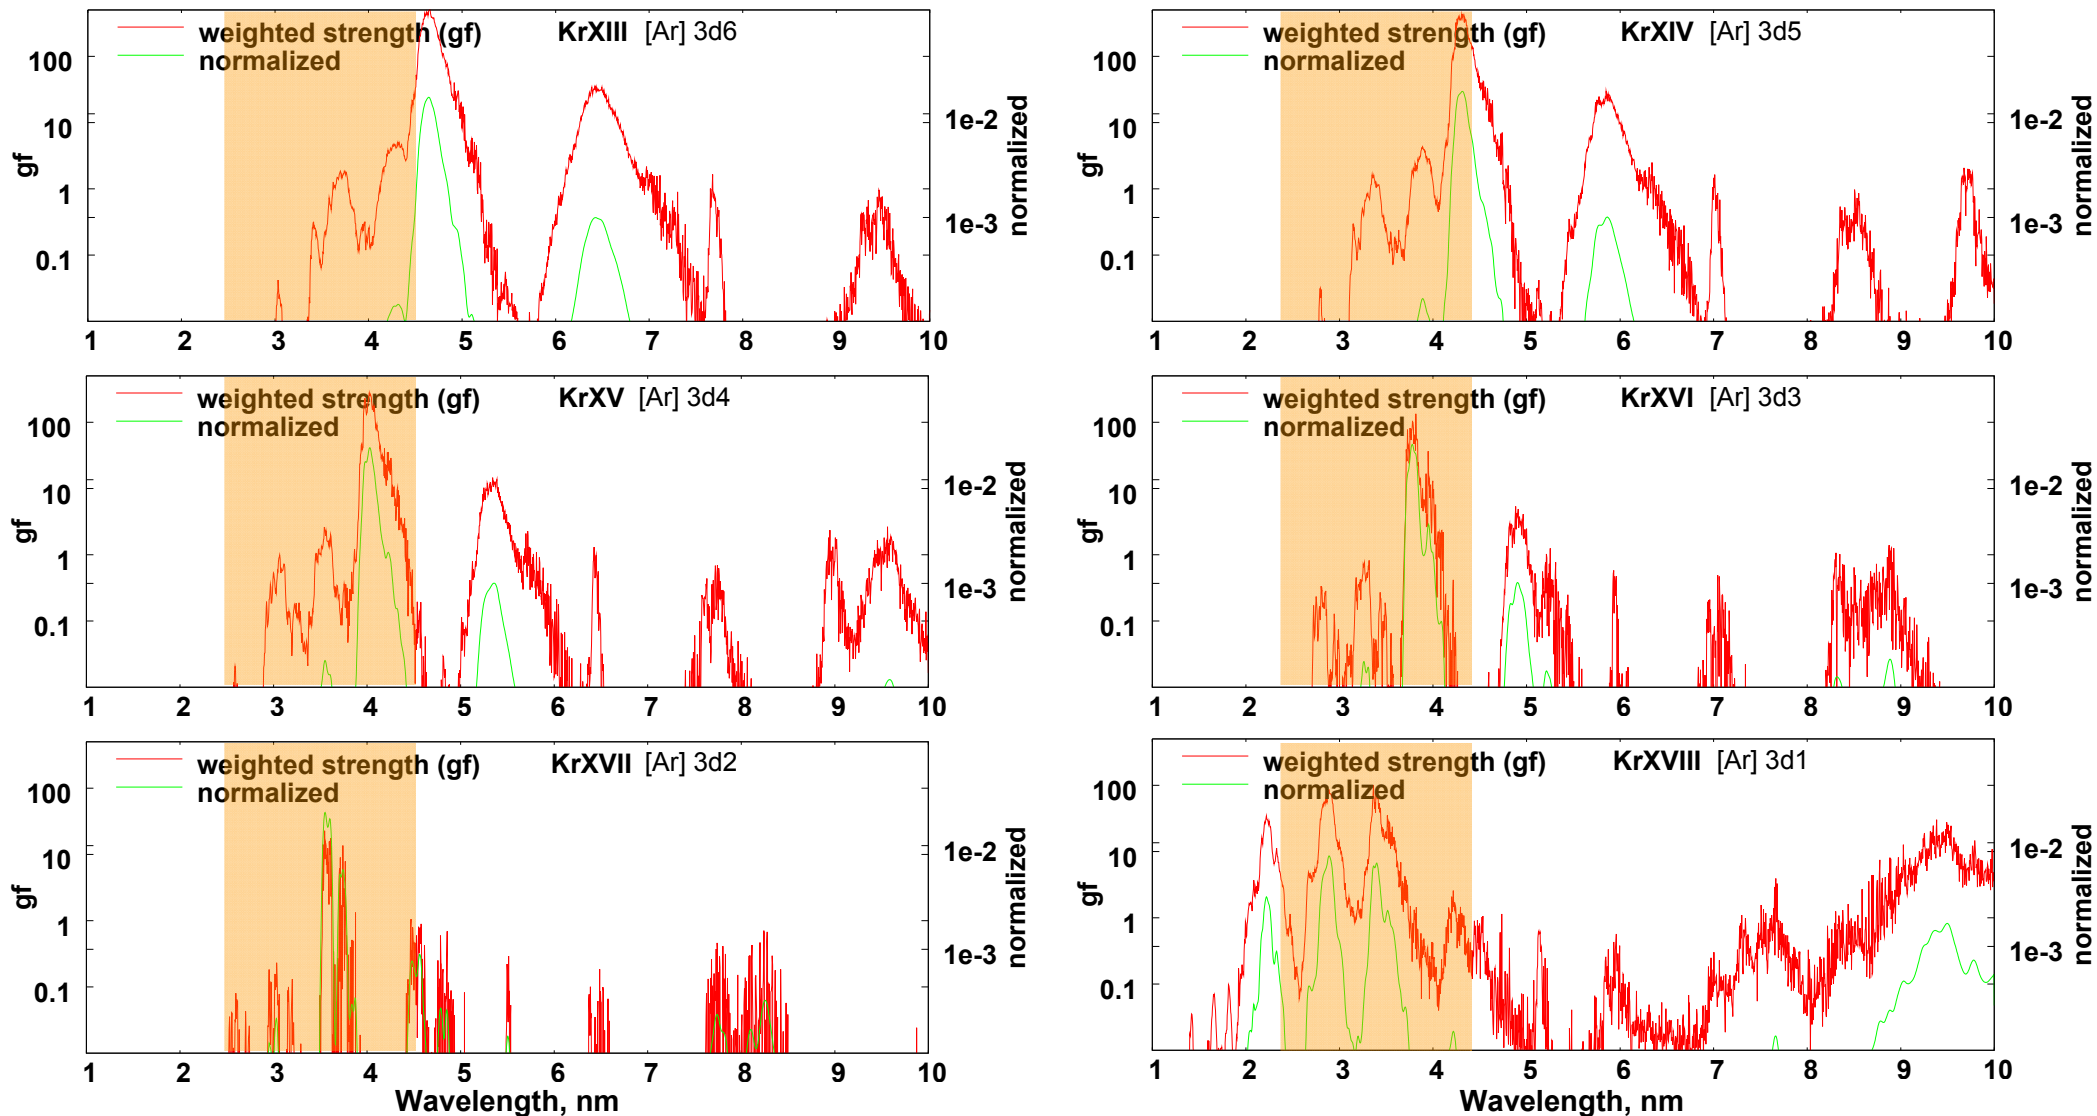 weighted strength (gf) KrXIII [Ar] 3d6
normalized
100
10
1
0.1
gf
1e-2
1e-3
normalized
1 2 3 4 5 6 7 8 9 10
weighted strength (gf) KrXIV [Ar] 3d5
normalized
100
10
1
0.1
gf
1e-2
1e-3
normalized
1 2 3 4 5 6 7 8 9 10
weighted strength (gf) KrXV [Ar] 3d4
normalized
100
10
1
0.1
gf
1e-2
1e-3
normalized
1 2 3 4 5 6 7 8 9 10
weighted strength (gf) KrXVI [Ar] 3d3
normalized
100
10
1
0.1
gf
1e-2
1e-3
normalized
1 2 3 4 5 6 7 8 9 10
weighted strength (gf) KrXVII [Ar] 3d2
normalized
100
10
1
0.1
gf
1e-2
1e-3
normalized
1 2 3 4 5 6 7 8 9 10
Wavelength, nm
weighted strength (gf) KrXVIII [Ar] 3d1
normalized
100
10
1
0.1
gf
1e-2
1e-3
normalized
1 2 3 4 5 6 7 8 9 10
Wavelength, nm